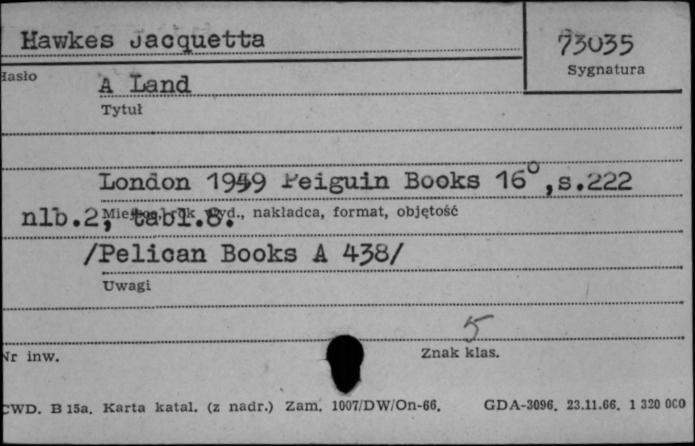 Hawkes Jacquetta
73035
Hasło
Sygnatura
A Land
Tytuł
London 1959 Peiguin Books 16°,s.222
nlb.2, tabl.8.
Miejsce, rok wyd., nakładca, format, objętość
/Pelican Books A 438/
Uwagi
5
Nr inw.
Znak klas.
CWD. B 15a. Karta katal. (z nadr.) Zam. 1007/DW/On-66. GDA-3096. 23.11.66. 1 320 000